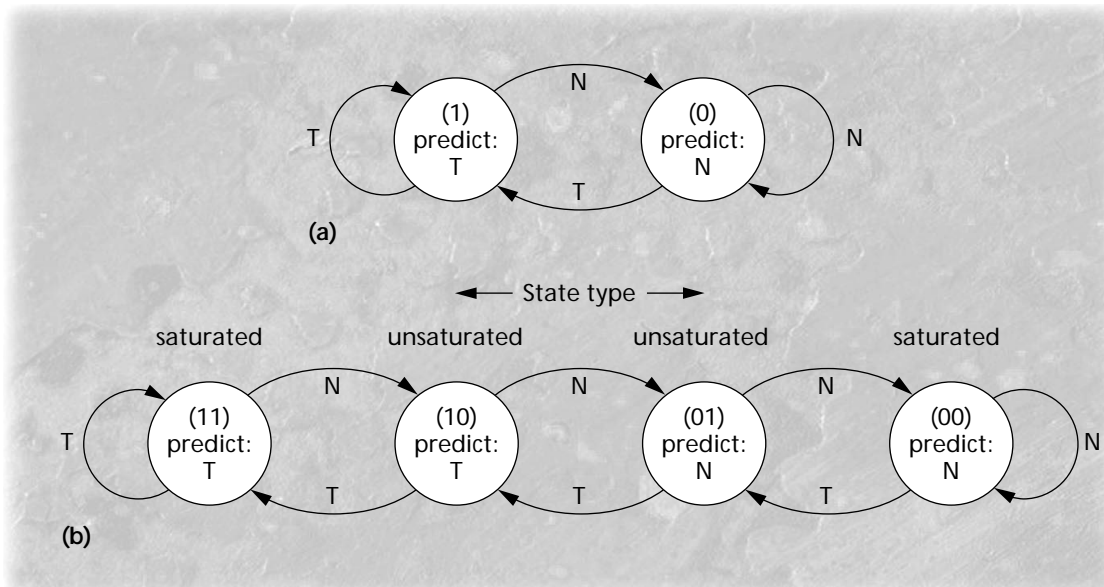 N
(1)
predict:
T
(0)
predict:
N
T
N
T
(a)
State type
saturated
unsaturated
unsaturated
saturated
N
N
N
(11)
predict:
T
(10)
predict:
T
(01)
predict:
N
(00)
predict:
N
T
N
T
T
T
(b)